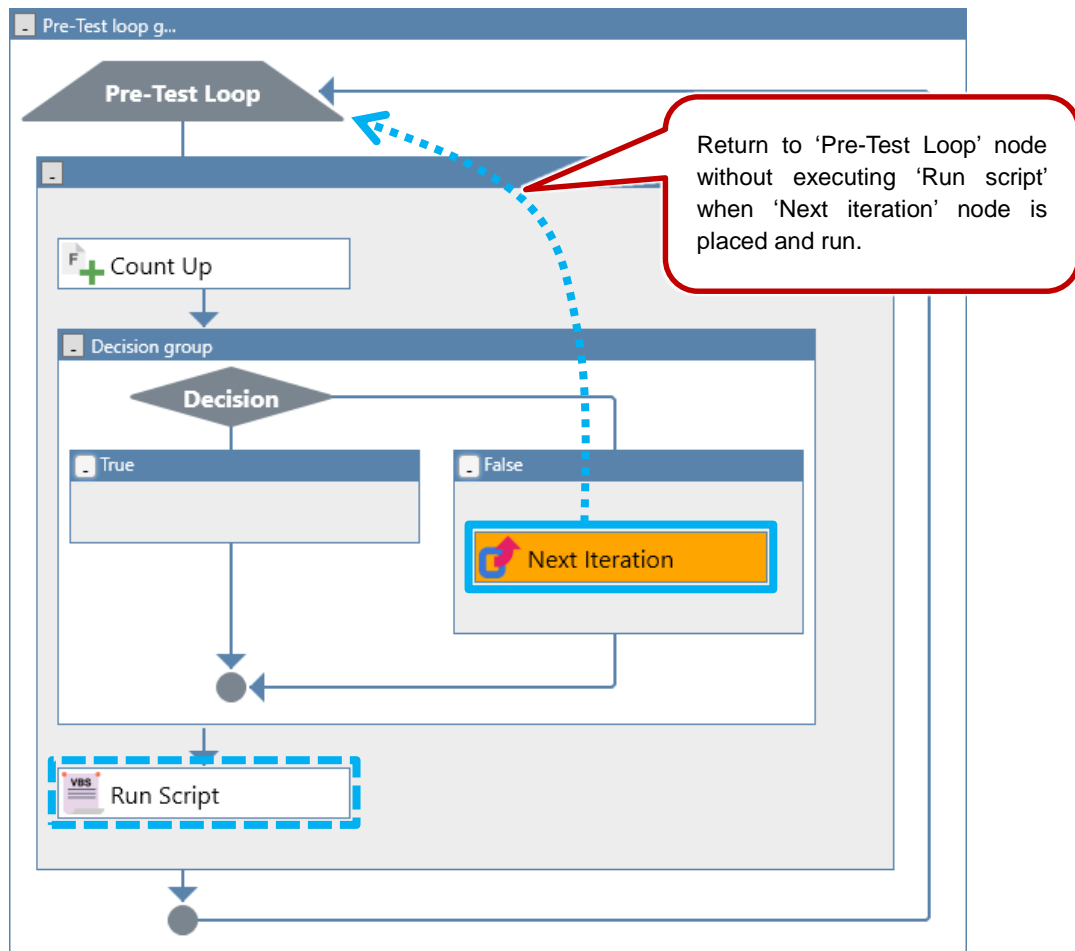 Pre-Test loop g...
Pre-Test Loop
Return to ‘Pre-Test Loop’ node
without executing ‘Run script’
when ‘Next iteration’ node is
placed and run.
F
Count Up
Decision group
Decision
True
False
Next Iteration
VBS
Run Script